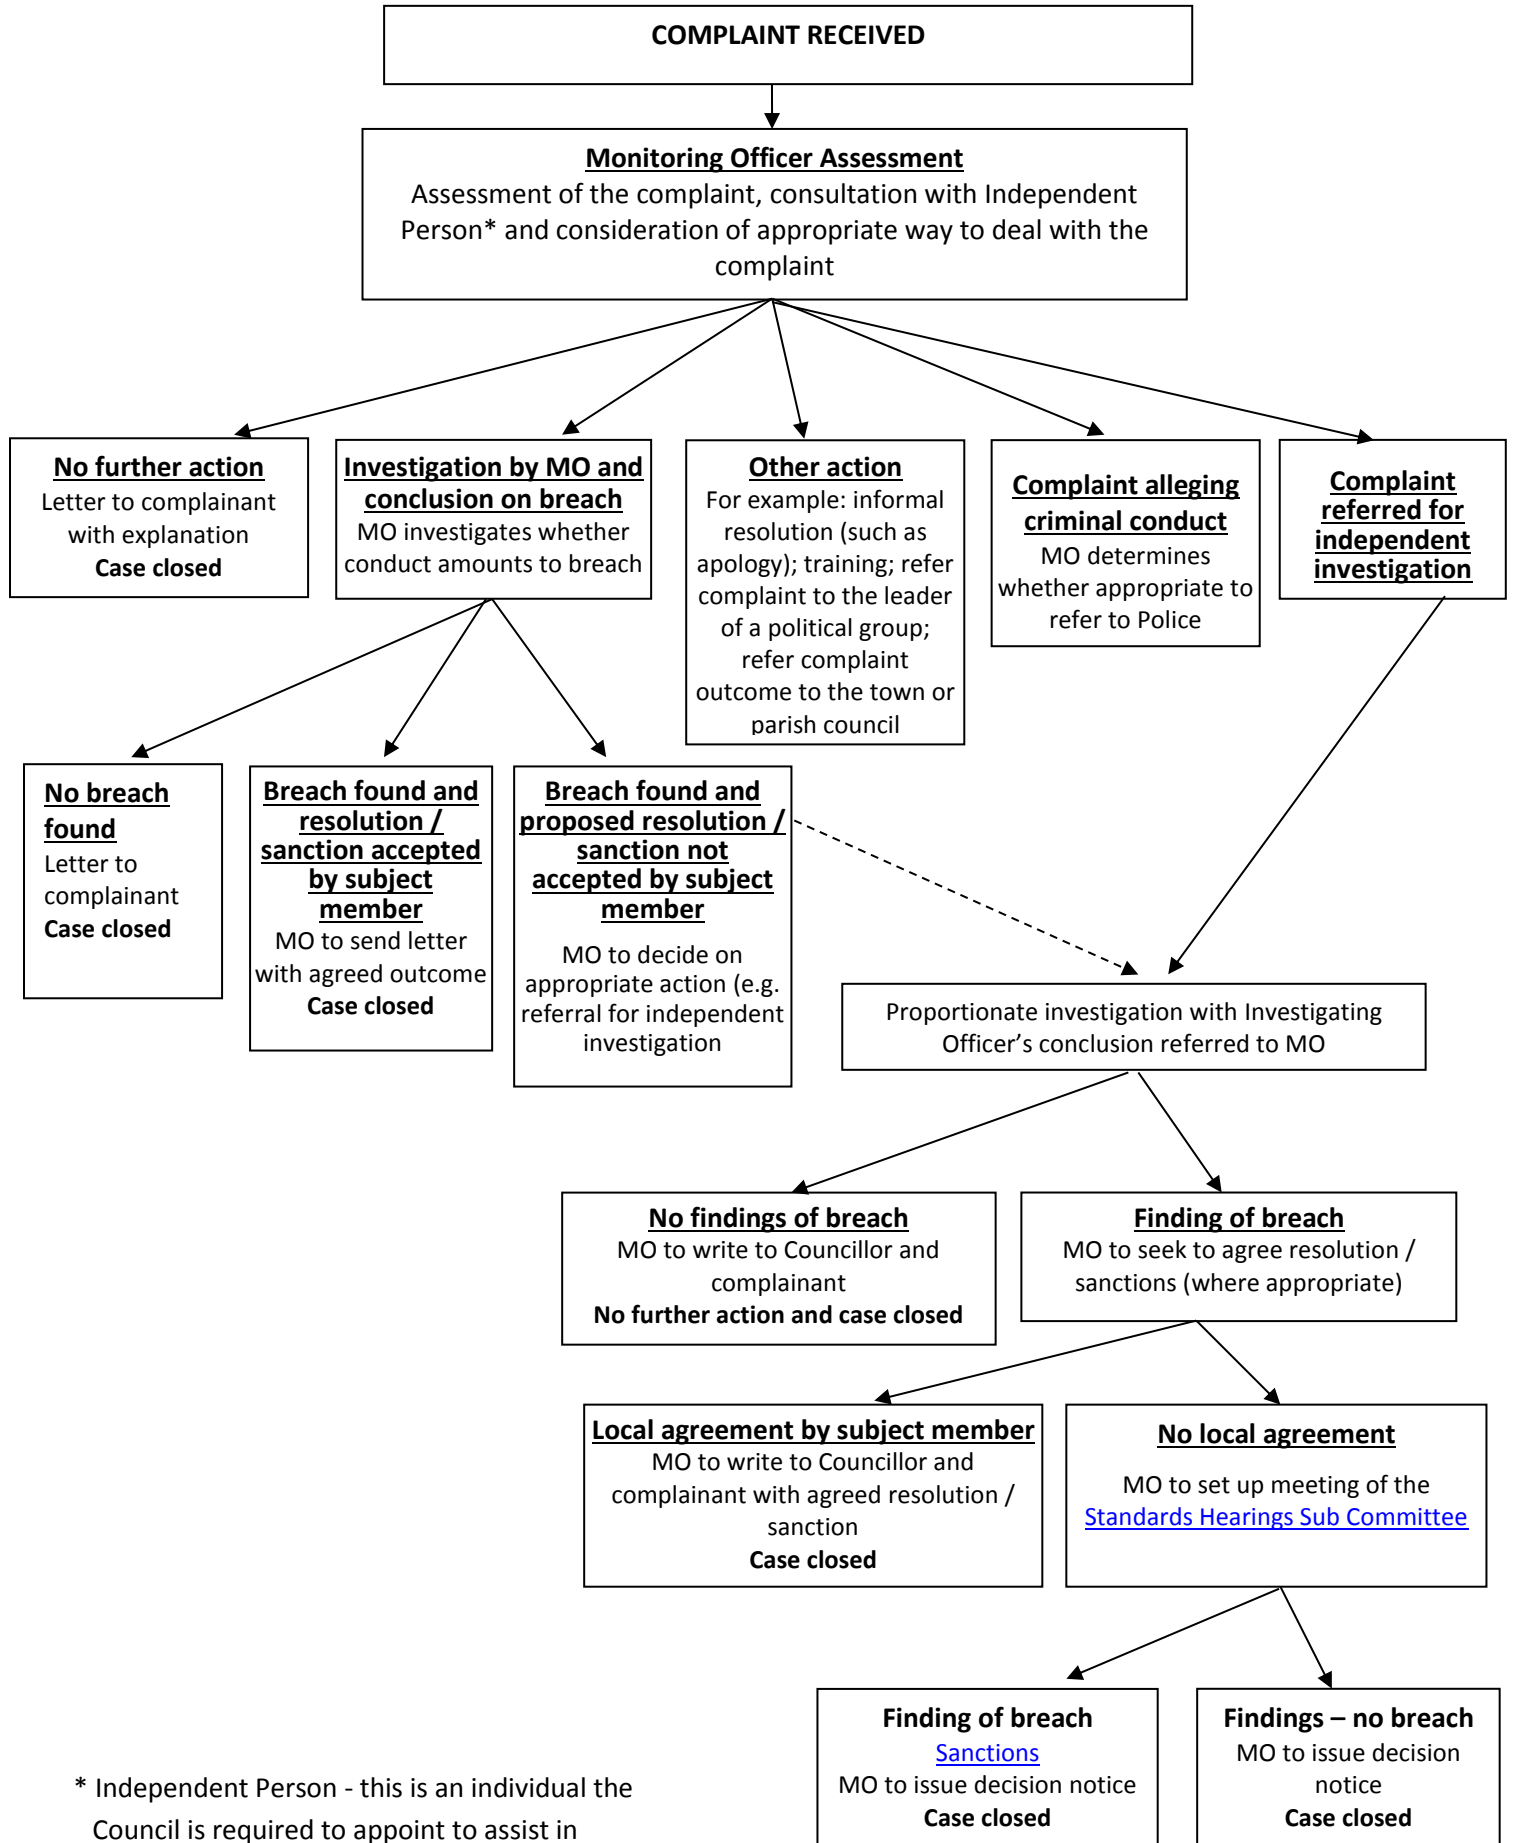 COMPLAINT RECEIVED
Monitoring Officer Assessment
Assessment of the complaint, consultation with Independent
Person* and consideration of appropriate way to deal with the
complaint
No further action
Letter to complainant
with explanation
Case closed
Investigation by MO and
conclusion on breach
MO investigates whether
conduct amounts to breach
Other action
For example: informal
resolution (such as
apology); training; refer
complaint to the leader
of a political group;
refer complaint
outcome to the town or
parish council
Complaint alleging
criminal conduct
MO determines
whether appropriate to
refer to Police
Complaint
referred for
independent
investigation
No breach
found
Letter to
complainant
Case closed
Breach found and
resolution /
sanction accepted
by subject
member
MO to send letter
with agreed outcome
Case closed
Breach found and
proposed resolution /
sanction not
accepted by subject
member
MO to decide on
appropriate action (e.g.
referral for independent
investigation
Proportionate investigation with Investigating
Officer's conclusion referred to MO
No findings of breach
MO to write to Councillor and
complainant
No further action and case closed
Finding of breach
MO to seek to agree resolution /
sanctions (where appropriate)
Local agreement by subject member
MO to write to Councillor and
complainant with agreed resolution /
sanction
Case closed
No local agreement
MO to set up meeting of the
Standards Hearings Sub Committee
Finding of breach
Sanctions
MO to issue decision notice
Case closed
Findings – no breach
MO to issue decision
notice
Case closed
* Independent Person - this is an individual the
Council is required to appoint to assist in